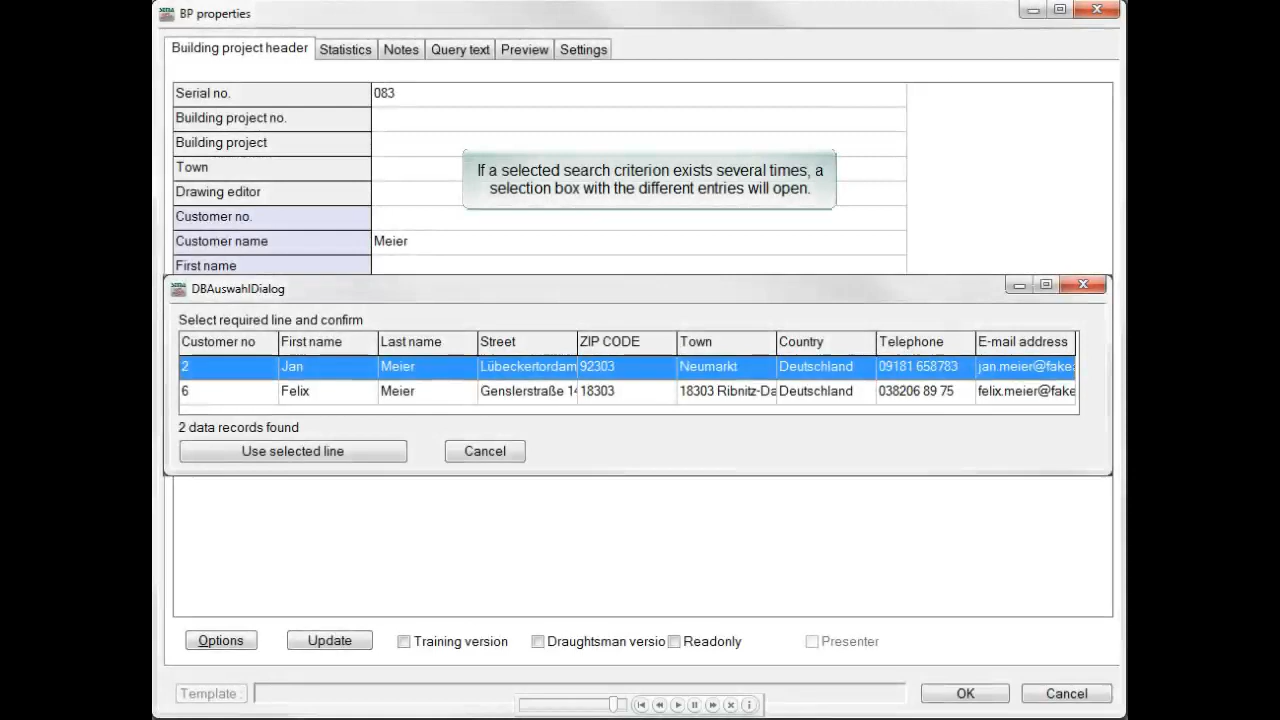 BP properties
Building project header Statistics Notes Query text Preview Settings
Serial no. 083
Building project no.
Building project
Town
Drawing editor
Customer no.
Customer name Meier
First name
If a selected search criterion exists several times, a
selection box with the different entries will open.
DBAuswahlDialog
Select required line and confirm
Customer no First name Last name Street ZIP CODE Town Country Telephone E-mail address
2 Jan Meier Lübeckertordam 92303 Neumarkt Deutschland 09181 658783 jan.meier@fake
6 Felix Meier Genslerstraße 14 18303 18303 Ribnitz-Da Deutschland 038206 89 75 felix.meier@fake
2 data records found
Use selected line Cancel
Options Update Training version Draughtsman versio Readonly Presenter
Template : OK Cancel